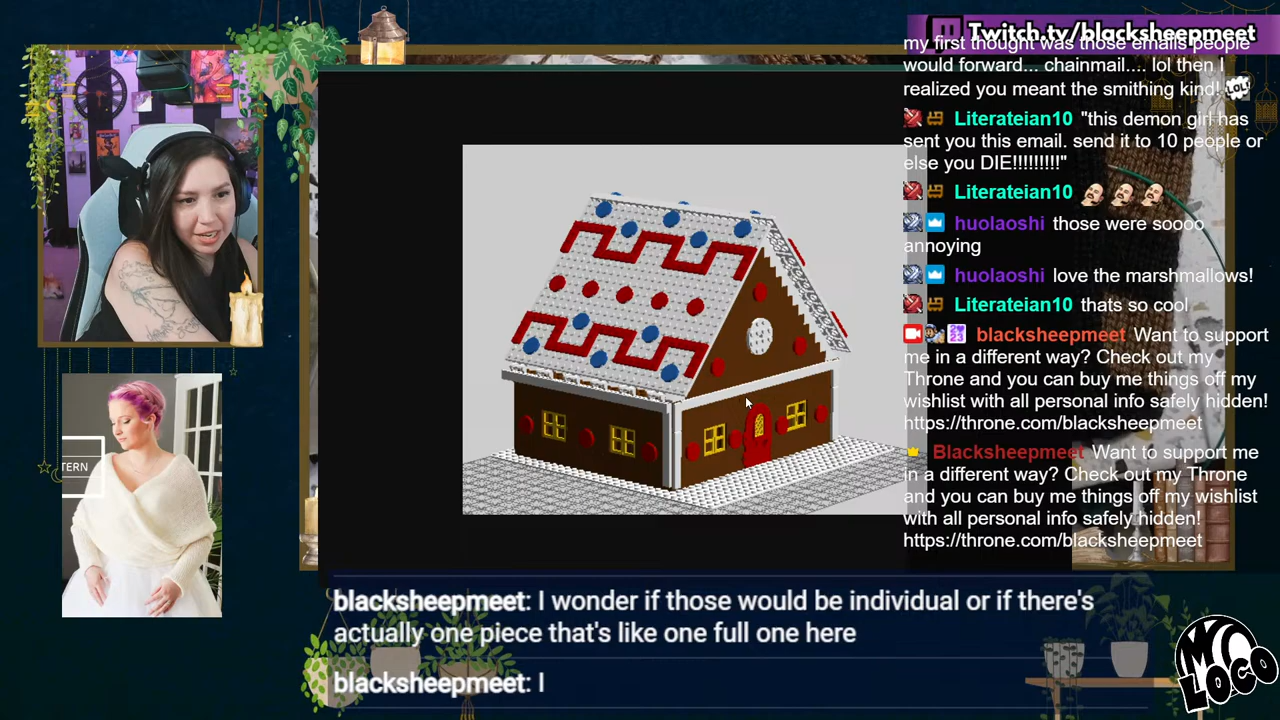 Twitch.tv/blacksheepmeet
my first thought was those emails people
would forward... chainmail.... lol then I
realized you meant the smithing kind! LOL!
Literateian10 "this demon girl has
sent you this email. send it to 10 people or
else you DIE!!!!!!!!!"
Literateian10
huolaoshi those were soooo
annoying
huolaoshi love the marshmallows!
Literateian10 thats so cool
blacksheepmeet Want to support
me in a different way? Check out my
Throne and you can buy me things off my
wishlist with all personal info safely hidden!
https://throne.com/blacksheepmeet
Blacksheepmeet Want to support me
in a different way? Check out my Throne
and you can buy me things off my wishlist
with all personal info safely hidden!
https://throne.com/blacksheepmeet
TERN
blacksheepmeet: I wonder if those would be individual or if there's
actually one piece that's like one full one here
blacksheepmeet: I
MC
LOCO